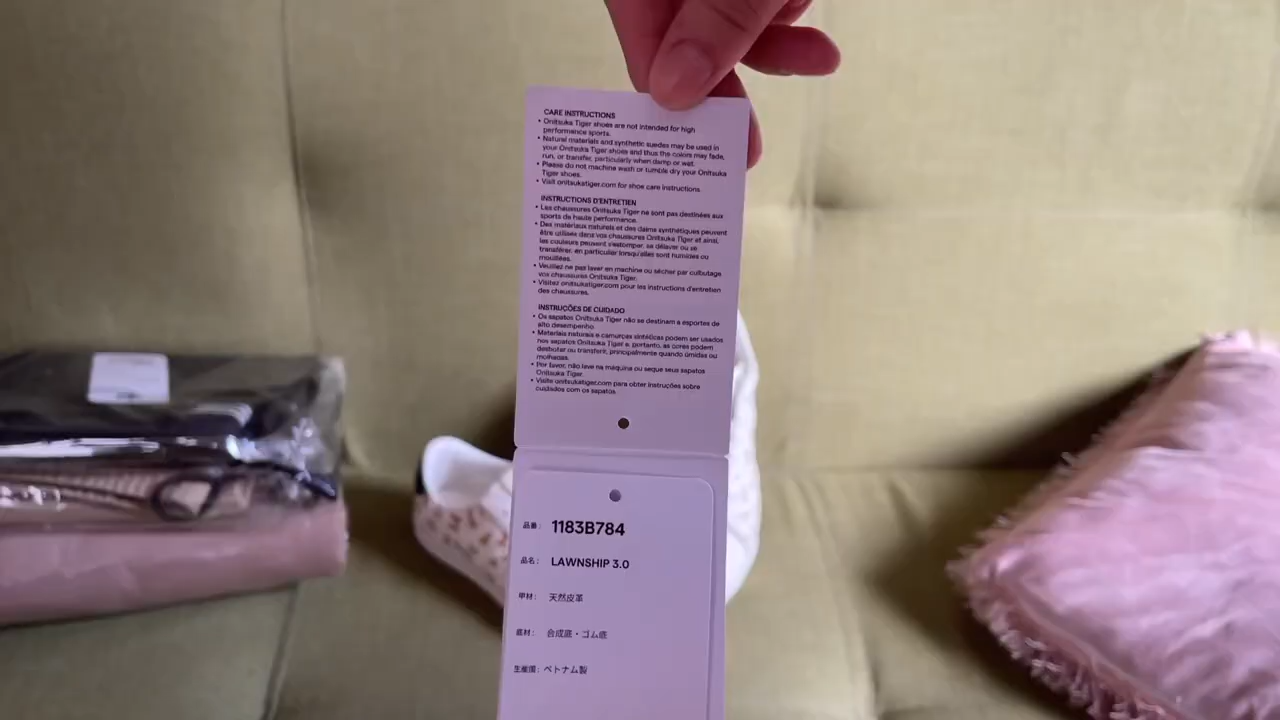 CARE INSTRUCTIONS
• Onitsuka Tiger shoes are not intended for high
performance sports.
• Natural materials and synthetic suedes may be used in
your Onitsuka Tiger shoes and thus the colors may fade,
run, or transfer, particularly when damp or wet.
• Please do not machine wash or tumble dry your Onitsuka
Tiger shoes.
• Visit onitsukatiger.com for shoe care instructions
INSTRUCTIONS D'ENTRETIEN
• Les chaussures Onitsuka Tiger ne sont pas destinées aux
sports de haute performance.
• Des matériaux naturels et des daims synthétiques peuvent
être utilisés dans vos chaussures Onitsuka Tiger et ainsi,
les couleurs peuvent s'estomper, se délaver ou se
transférer, en particulier lorsqu'elles sont humides ou
mouillées.
• Veuillez ne pas laver en machine ou sécher par culbutage
vos chaussures Onitsuka Tiger.
• Visitez onitsukatiger.com pour les instructions d'entretien
des chaussures.
INSTRUÇÕES DE CUIDADO
• Os sapatos Onitsuka Tiger não se destinam a esportes de
alto desempenho
• Materiais naturais e camurças sintéticas podem ser usados
nos sapatos Onitsuka Tiger e, portanto, as cores podem
desbotar ou transferir, principalmente quando úmidas ou
molhadas.
• Por favor, não lave na máquina ou seque seus sapatos
Onitsuka Tiger.
• Visite onitsukatiger.com para obter instruções sobre
cuidados com os sapatos.
品番： 1183B784
品名： LAWNSHIP 3.0
甲材： 天然皮革
底材： 合成底・ゴム底
生産国： ベトナム製